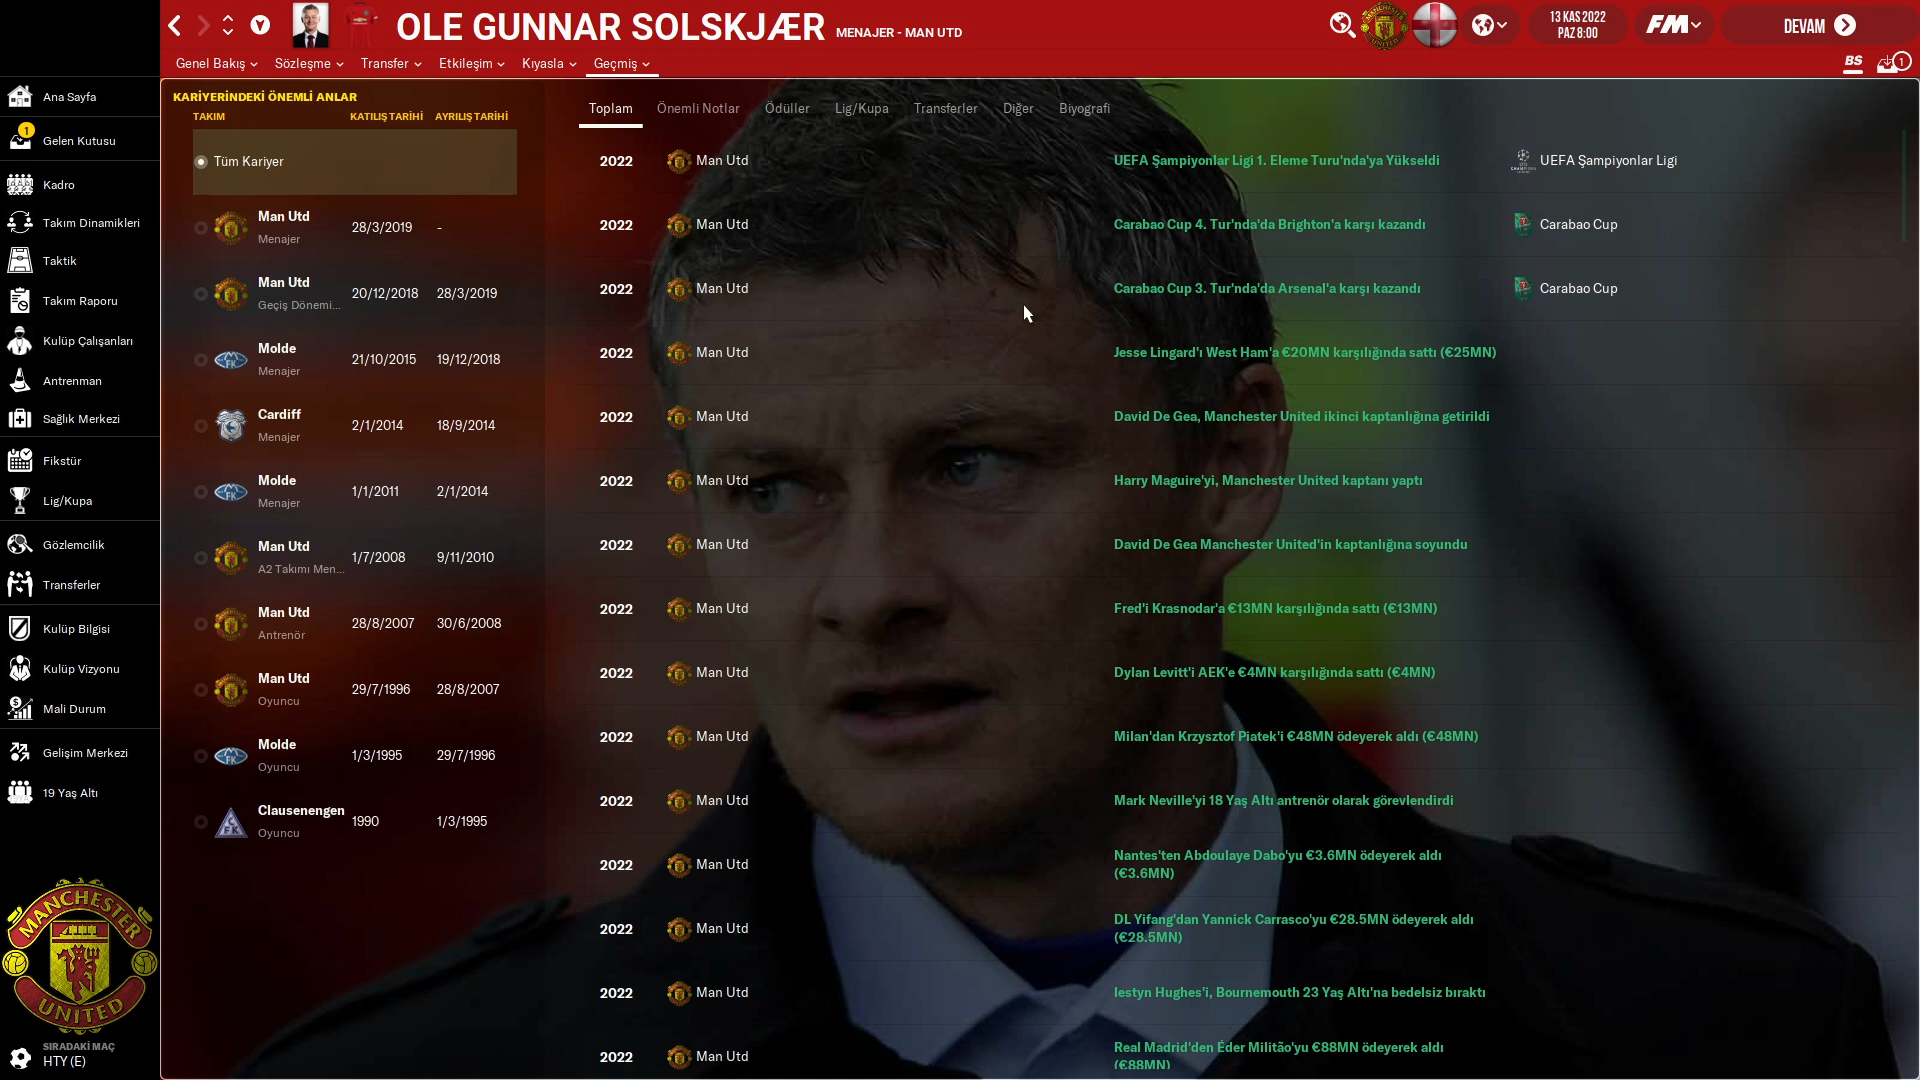 OLE GUNNAR SOLSKJÆR MENAJER - MAN UTD
13 KAS 2022
PAZ 8:00
FM
DEVAM
Genel Bakış Sözleşme Transfer Etkileşim Kıyasla Geçmiş
BS 1
Ana Sayfa
1
Gelen Kutusu
Kadro
Takım Dinamikleri
Taktik
Takım Raporu
Kulüp Çalışanları
Antrenman
Sağlık Merkezi
Fikstür
Lig/Kupa
Gözlemcilik
Transferler
Kulüp Bilgisi
Kulüp Vizyonu
Mali Durum
Gelişim Merkezi
19 Yaş Altı
MANCHESTER
UNITED
SIRADAKİ MAÇ
HTY (E)
KARİYERİNDEKİ ÖNEMLİ ANLAR
TAKIM KATILIŞ TARİHİ AYRILIŞ TARİHİ
Tüm Kariyer
Man Utd
Menajer
28/3/2019 -
Man Utd
Geçiş Dönemi...
20/12/2018 28/3/2019
Molde
Menajer
21/10/2015 19/12/2018
Cardiff
Menajer
2/1/2014 18/9/2014
Molde
Menajer
1/1/2011 2/1/2014
Man Utd
A2 Takımı Men...
1/7/2008 9/11/2010
Man Utd
Antrenör
28/8/2007 30/6/2008
Man Utd
Oyuncu
29/7/1996 28/8/2007
Molde
Oyuncu
1/3/1995 29/7/1996
Clausenengen
Oyuncu
1990 1/3/1995
Toplam Önemli Notlar Ödüller Lig/Kupa Transferler Diğer Biyografi
2022 Man Utd UEFA Şampiyonlar Ligi 1. Eleme Turu'nda'ya Yükseldi UEFA Şampiyonlar Ligi
2022 Man Utd Carabao Cup 4. Tur'nda'da Brighton'a karşı kazandı Carabao Cup
2022 Man Utd Carabao Cup 3. Tur'nda'da Arsenal'a karşı kazandı Carabao Cup
2022 Man Utd Jesse Lingard'ı West Ham'a €20MN karşılığında sattı (€25MN)
2022 Man Utd David De Gea, Manchester United ikinci kaptanlığına getirildi
2022 Man Utd Harry Maguire'yi, Manchester United kaptanı yaptı
2022 Man Utd David De Gea Manchester United'in kaptanlığına soyundu
2022 Man Utd Fred'i Krasnodar'a €13MN karşılığında sattı (€13MN)
2022 Man Utd Dylan Levitt'i AEK'e €4MN karşılığında sattı (€4MN)
2022 Man Utd Milan'dan Krzysztof Piatek'i €48MN ödeyerek aldı (€48MN)
2022 Man Utd Mark Neville'yi 18 Yaş Altı antrenör olarak görevlendirdi
2022 Man Utd Nantes'ten Abdoulaye Dabo'yu €3.6MN ödeyerek aldı
(€3.6MN)
2022 Man Utd DL Yifang'dan Yannick Carrasco'yu €28.5MN ödeyerek aldı
(€28.5MN)
2022 Man Utd Iestyn Hughes'i, Bournemouth 23 Yaş Altı'na bedelsiz bıraktı
2022 Man Utd Real Madrid'den Éder Militão'yu €88MN ödeyerek aldı
(€88MN)